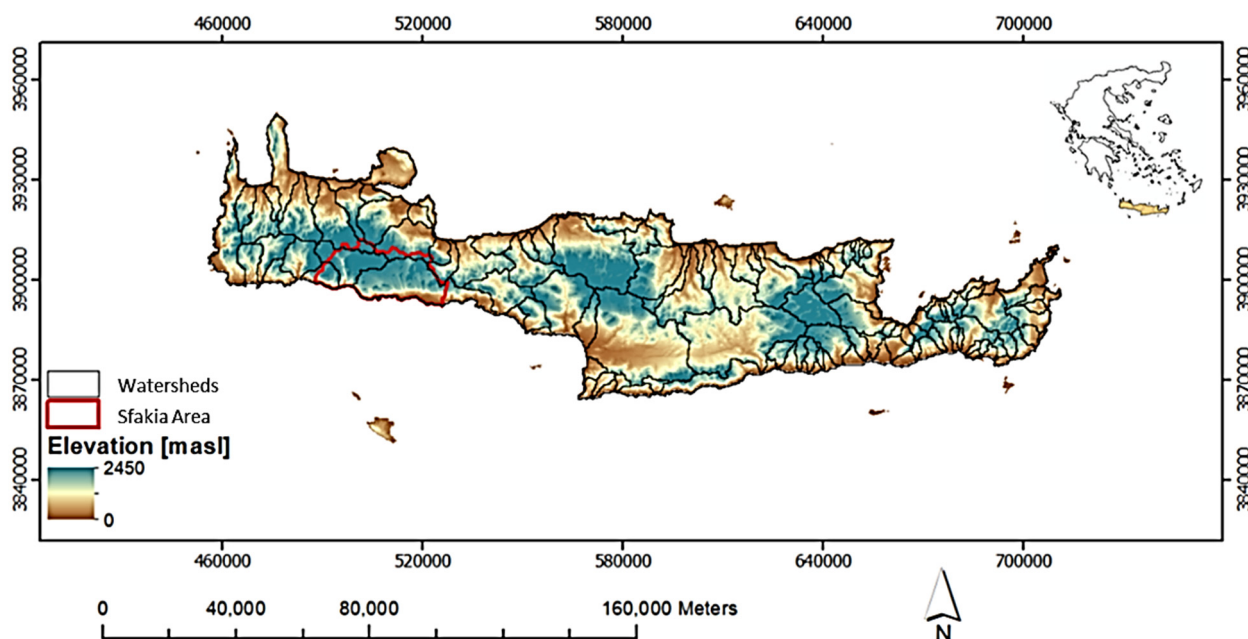 460000 520000 580000 640000 700000
3960000 3960000
3930000 3930000
3900000 3900000
3870000 3870000
3840000 3840000
Watersheds
Sfakia Area
Elevation [masl]
2450
0
460000 520000 580000 640000 700000
0 40,000 80,000 160,000 Meters
N